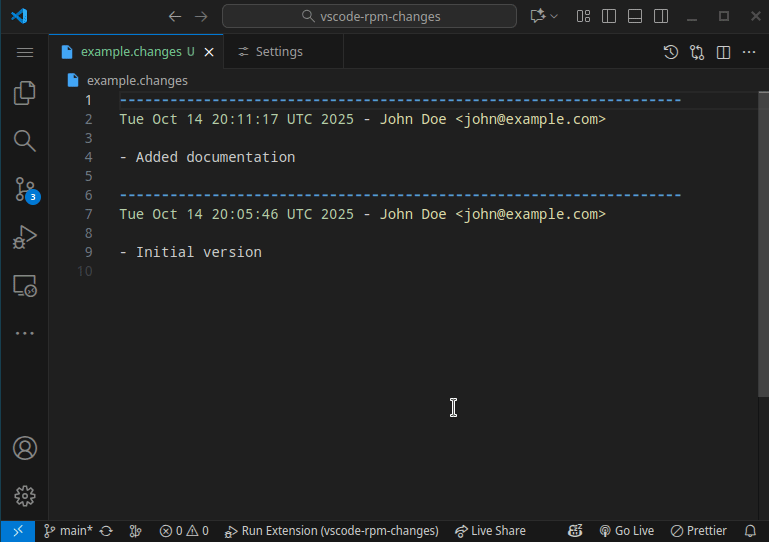 vscode-rpm-changes
example.changes U
Settings
example.changes
1 -------------------------------------------------------------------
2 Tue Oct 14 20:11:17 UTC 2025 - John Doe <john@example.com>
3
4 - Added documentation
5
6 -------------------------------------------------------------------
7 Tue Oct 14 20:05:46 UTC 2025 - John Doe <john@example.com>
8
9 - Initial version
10
3
main* 0 0 Run Extension (vscode-rpm-changes) Live Share Go Live Prettier